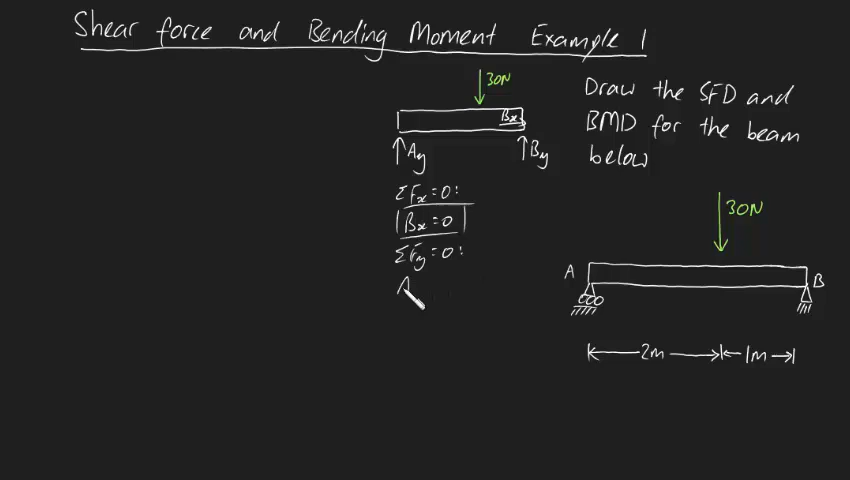 Shear force and Bending Moment Example 1
30N
Bx
Ay
By
ΣFx=0:
Bx=0
ΣFy=0:
A
Draw the SFD and
BMD for the beam
below
30N
A
B
2m
1m